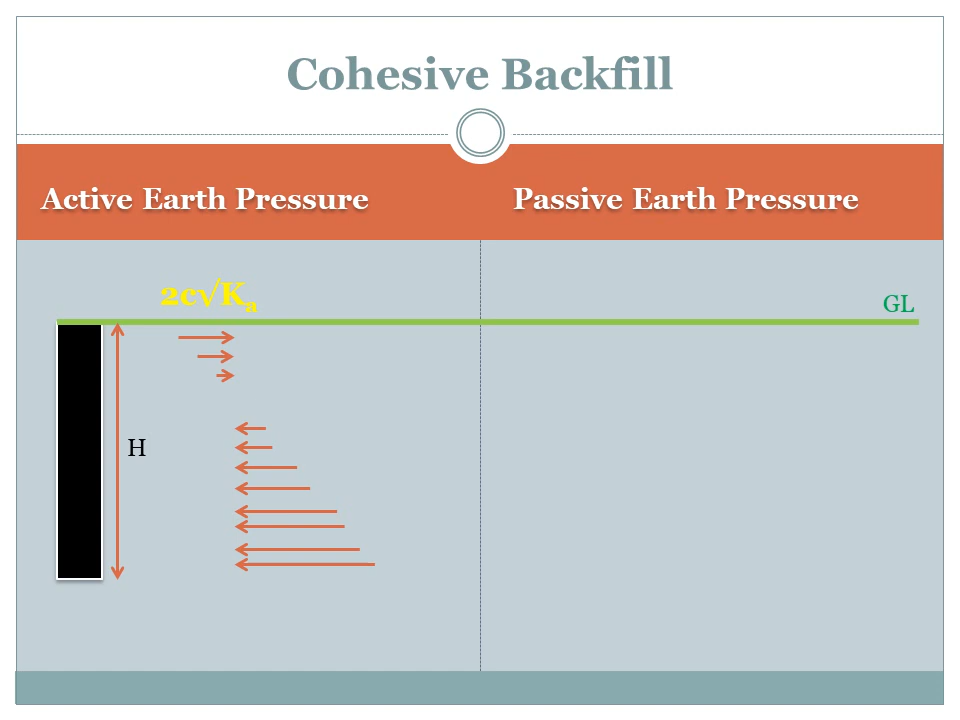 Cohesive Backfill
Active Earth Pressure
Passive Earth Pressure
2c√Kₐ
GL
H